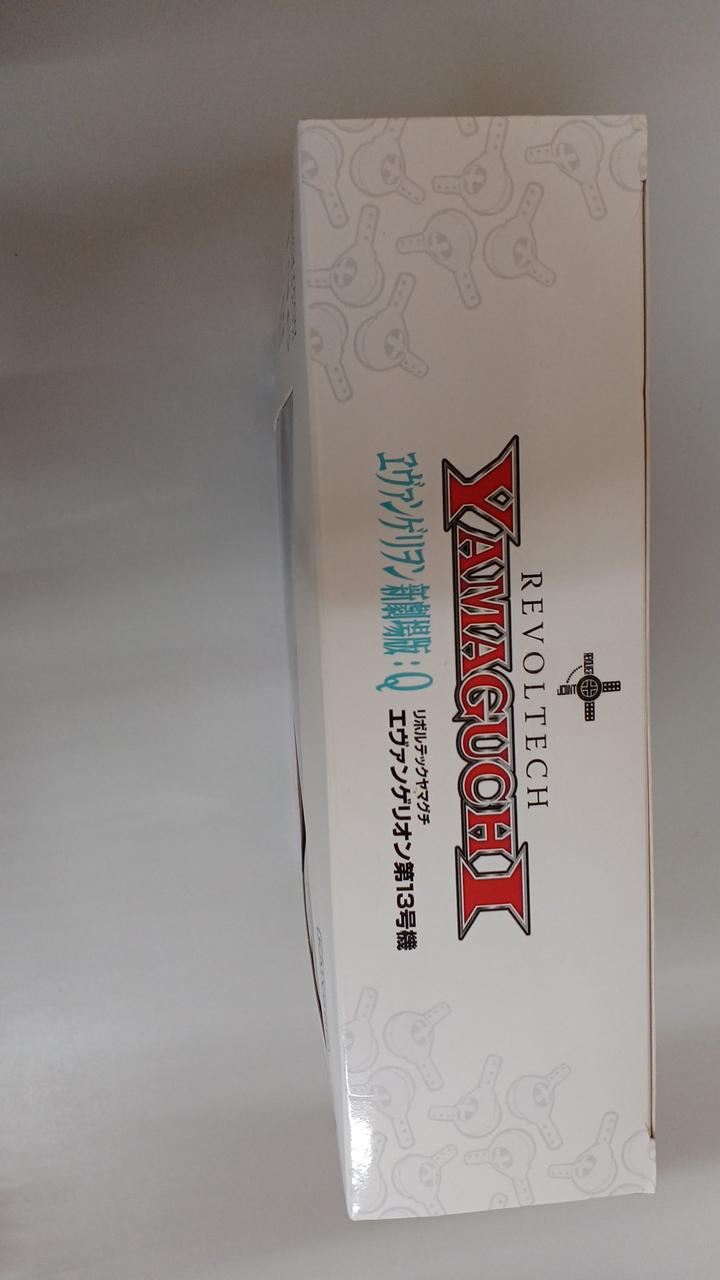 REVOLTECH
YAMAGUCHI
エヴァンゲリヲン新劇場版:Q
リボルテックヤマグチ
エヴァンゲリオン第13号機